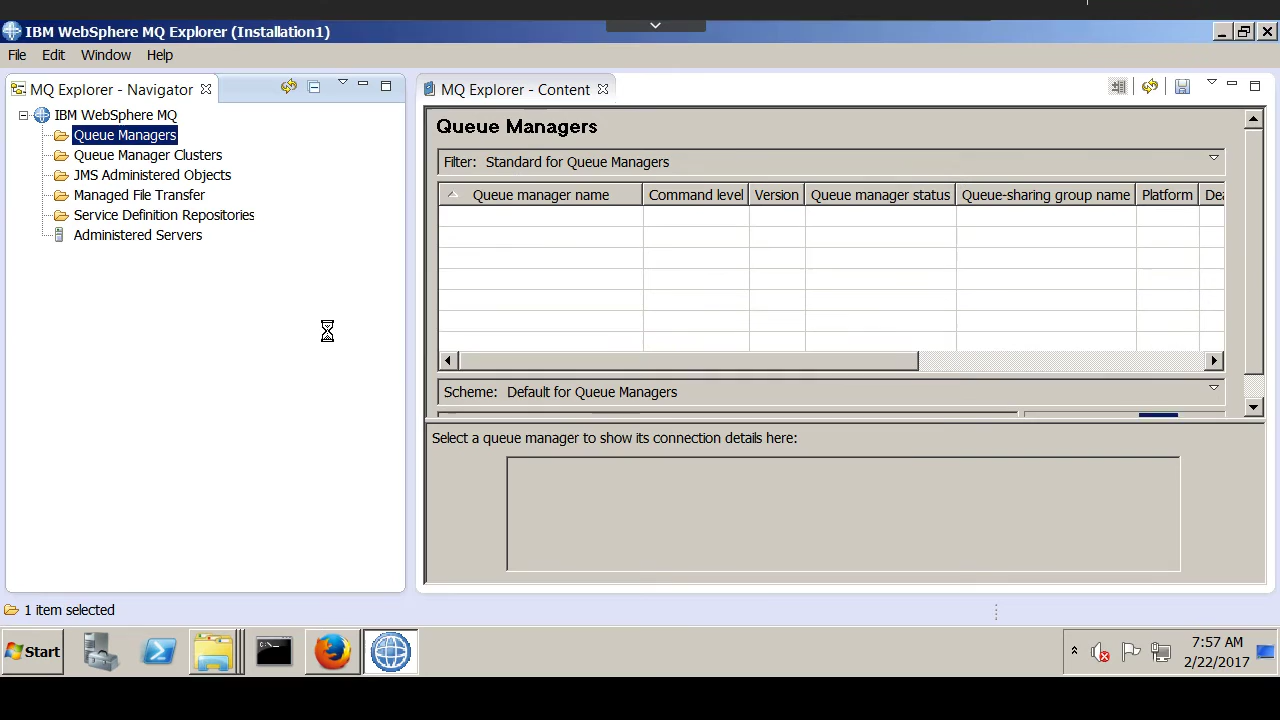 IBM WebSphere MQ Explorer (Installation1)
File Edit Window Help
MQ Explorer - Navigator
IBM WebSphere MQ
Queue Managers
Queue Manager Clusters
JMS Administered Objects
Managed File Transfer
Service Definition Repositories
Administered Servers
MQ Explorer - Content
Queue Managers
Filter: Standard for Queue Managers
Queue manager name Command level Version Queue manager status Queue-sharing group name Platform Dea
Scheme: Default for Queue Managers
Select a queue manager to show its connection details here:
1 item selected
Start
7:57 AM
2/22/2017